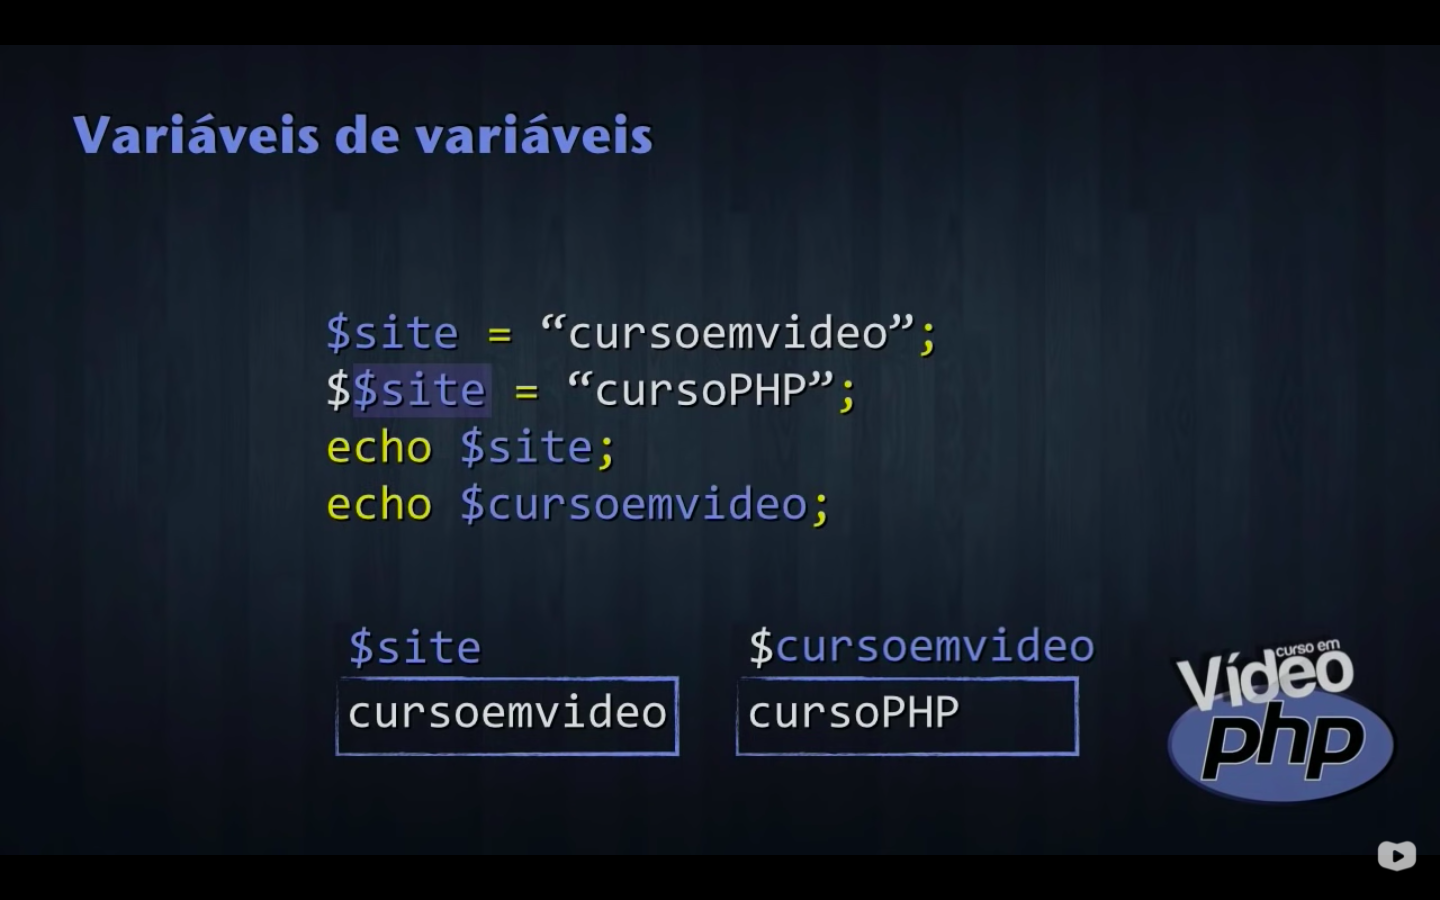 Variáveis de variáveis
$site = “cursoemvideo”;
$$site = “cursoPHP”;
echo $site;
echo $cursoemvideo;
$site
$cursoemvideo
cursoemvideo
cursoPHP
curso em
Vídeo
php